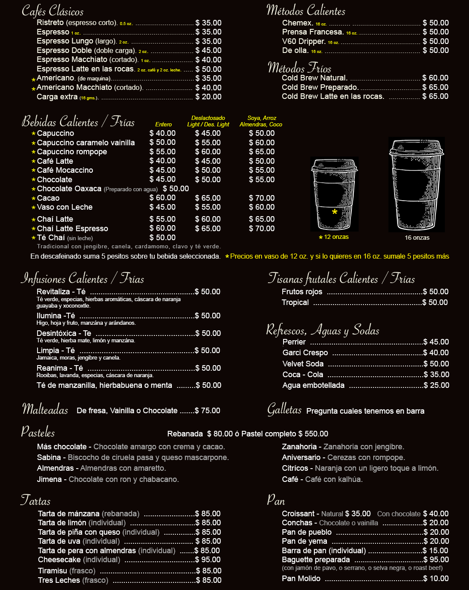 Cafés Clásicos
Ristreto (espresso corto). 0.5 oz. $ 35.00
Espresso 1 oz. $ 35.00
Espresso Lungo (largo). 2 oz. $ 35.00
Espresso Doble (doble carga). 2 oz. $ 45.00
Espresso Macchiato (cortado). 1 oz. $ 40.00
Espresso Latte en las rocas. 2 oz. café y 2 oz. leche. $ 50.00
★Americano. (de maquina) $ 35.00
★Americano Macchiato (cortado) $ 40.00
Carga extra (15 gms.) $ 20.00
Métodos Calientes
Chemex. 16 oz. $ 50.00
Prensa Francesa. 16 oz. $ 50.00
V60 Dripper. 16 oz. $ 50.00
De olla. 16 oz. $ 50.00
Métodos Fríos
Cold Brew Natural. $ 60.00
Cold Brew Preparado. $ 65.00
Cold Brew Latte en las rocas. $ 65.00
Bebidas Calientes / Frías
Entero Deslactosado Light / Des. Light Soya, Arroz Almendras, Coco
★Capuccino $ 40.00 $ 45.00 $ 50.00
★Capuccino caramelo vainilla $ 50.00 $ 55.00 $ 60.00
★Capuccino rompope $ 55.00 $ 60.00 $ 65.00
★Café Latte $ 40.00 $ 45.00 $ 50.00
★Café Mocaccino $ 45.00 $ 50.00 $ 55.00
★Chocolate $ 45.00 $ 50.00 $ 55.00
★Chocolate Oaxaca (Preparado con agua) $ 50.00
★Cacao $ 60.00 $ 65.00 $ 70.00
★Vaso con Leche $ 45.00 $ 55.00 $ 60.00
★Chaí Latte $ 55.00 $ 60.00 $ 65.00
★Chaí Latte Espresso $ 60.00 $ 65.00 $ 70.00
★Té Chaí (sin leche) $ 50.00
Tradicional con jengibre, canela, cardamomo, clavo y té verde.
★
★12 onzas
16 onzas
En descafeinado suma 5 pesitos sobre tu bebida seleccionada. ★Precios en vaso de 12 oz. y si lo quieres en 16 oz. sumale 5 pesitos más
Infusiones Calientes / Frías
Revitaliza - Té $ 50.00
Té verde, especias, hierbas aromáticas, cáscara de naranja
guayaba y xoconoxtle.
Ilumina -Té $ 50.00
Higo, hoja y fruto, manzana y arándanos.
Desintóxica - Te $ 50.00
Té verde, hierba mate, limón y manzana.
Limpia - Té $ 50.00
Jamaica, moras, jengibre y canela.
Reanima - Té $ 50.00
Rooibas, lavanda, especias, cáscara de naranja.
Té de manzanilla, hierbabuena o menta $ 50.00
Tisanas frutales Calientes / Frías
Frutos rojos $ 50.00
Tropical $ 50.00
Refrescos, Aguas y Sodas
Perrier $ 45.00
Garci Crespo $ 40.00
Velvet Soda $ 50.00
Coca - Cola $ 35.00
Agua embotellada $ 25.00
Malteadas De fresa, Vainilla ó Chocolate $ 75.00
Galletas Pregunta cuales tenemos en barra
Pasteles Rebanada $ 80.00 ó Pastel completo $ 550.00
Más chocolate - Chocolate amargo con crema y cacao.
Sabina - Biscocho de ciruela pasa y queso mascarpone.
Almendras - Almendras con amaretto.
Jimena - Chocolate con ron y chabacano.
Zanahoria - Zanahoria con jengibre.
Aniversario - Cerezas con rompope.
Cítricos - Naranja con un ligero toque a limón.
Café - Café con kalhúa.
Tartas
Tarta de mánzana (rebanada) $ 85.00
Tarta de limón (individual) $ 85.00
Tarta de piña con queso (individual) $ 85.00
Tarta de uva (individual) $ 85.00
Tarta de pera con almendras (individual) $ 85.00
Cheesecake (individual) $ 95.00
Tiramisu (frasco) $ 85.00
Tres Leches (frasco) $ 85.00
Pan
Croissant - Natural $ 35.00 Con chocolate $ 40.00
Conchas - Chocolate o vainilla $ 20.00
Pan de pueblo $ 20.00
Pan de yema $ 20.00
Barra de pan (individual) $ 15.00
Baguette preparada $ 95.00
(con jamón de pavo, o serrano, o selva negra, o roast beef)
Pan Molido $ 10.00